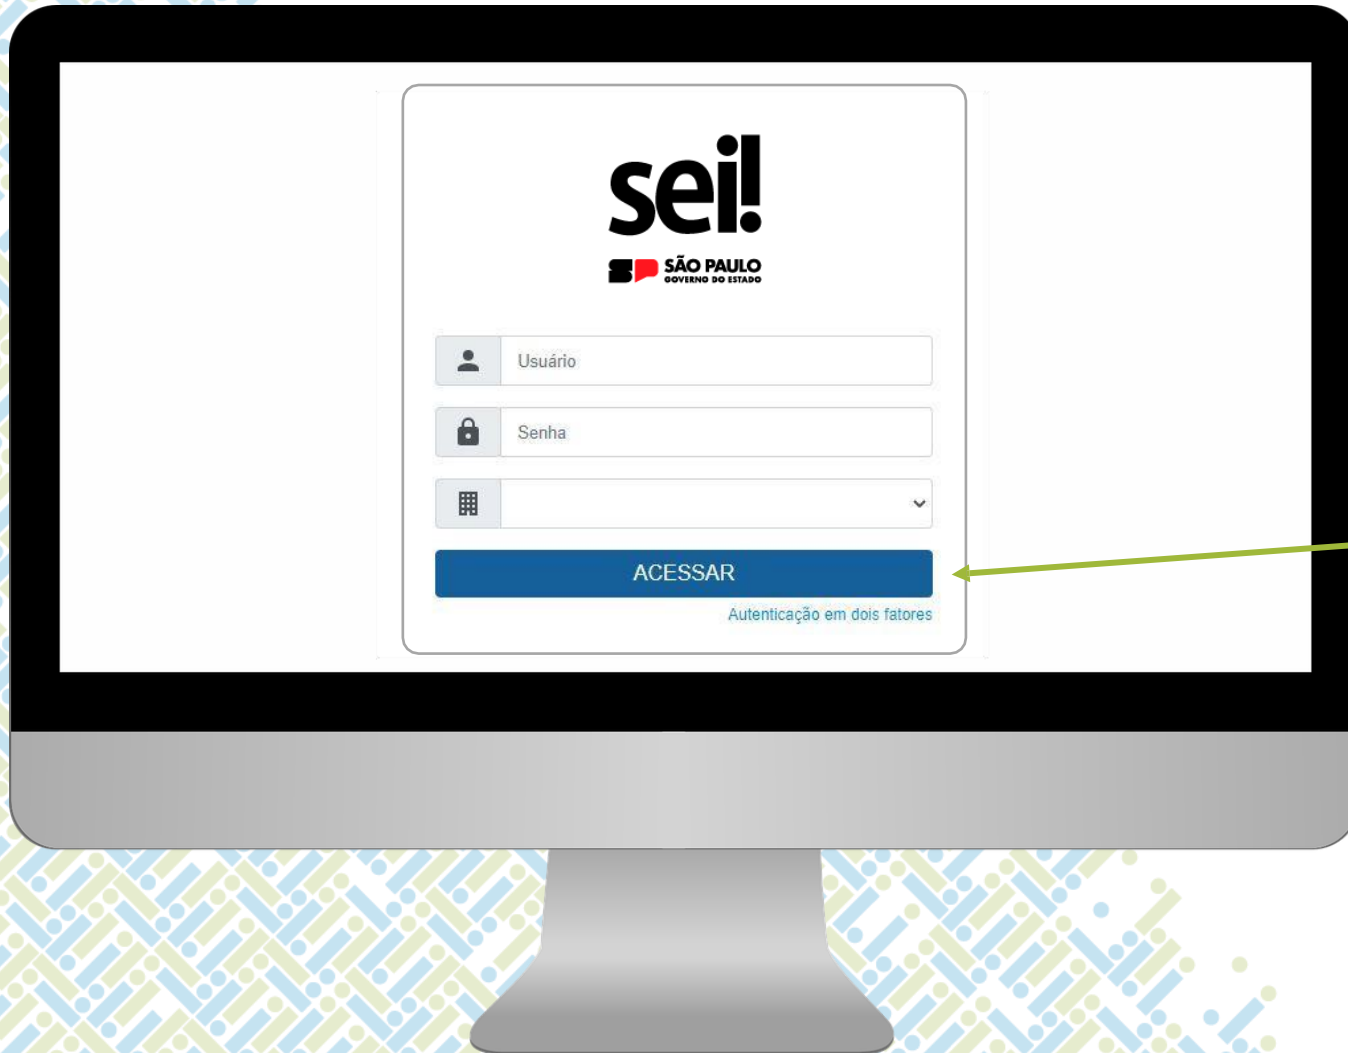 sei!
SÃO PAULO
GOVERNO DO ESTADO
Usuário
Senha
ACESSAR
Autenticação em dois fatores